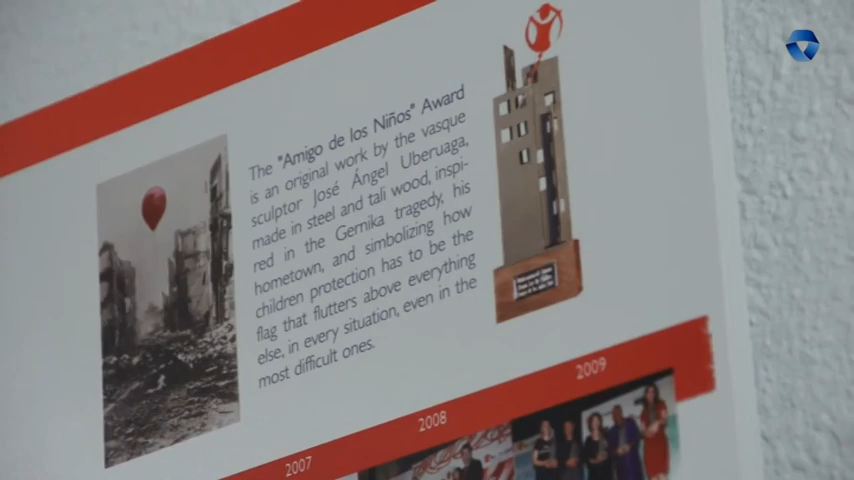 The "Amigo de los Niños" Award
is an original work by the vasque
sculptor José Ángel Uberuaga,
made in steel and tali wood, inspi-
red in the Gernika tragedy, his
hometown, and simbolizing how
children protection has to be the
flag that flutters above everything
else, in every situation, even in the
most difficult ones.
2007
2008
2009